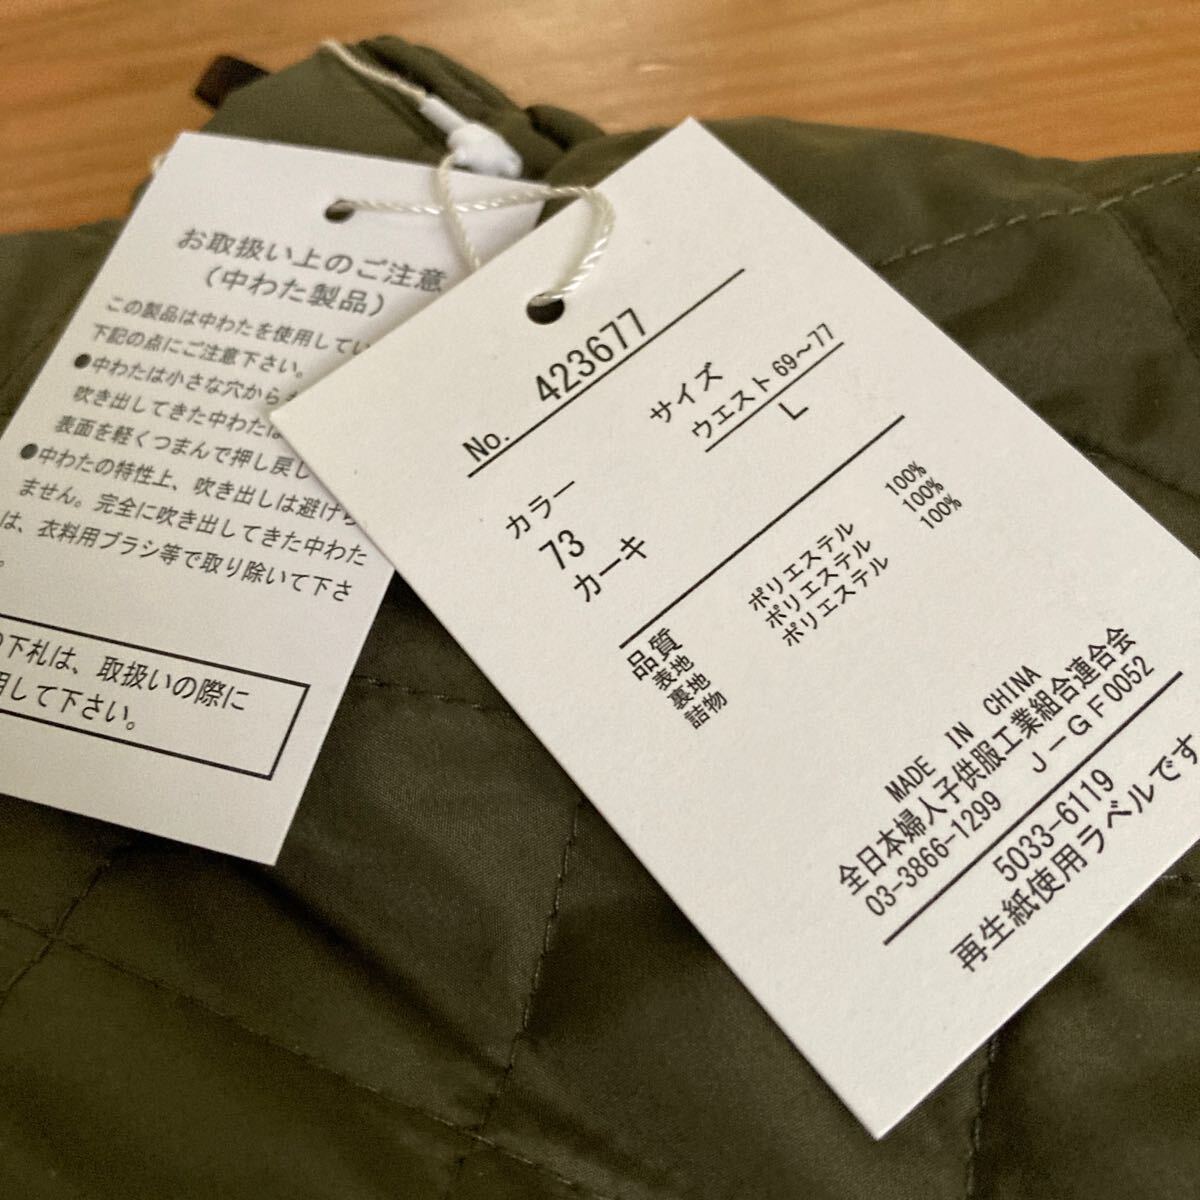 お取扱い上のご注意
（中わた製品）
この製品は中わたを使用してい
下記の点にご注意下さい。
●中わたは小さな穴から
吹き出してきた中わたは
表面を軽くつまんで押し戻し
●中わたの特性上、吹き出しは避けら
ません。完全に吹き出してきた中わた
は、衣料用ブラシ等で取り除いて下さ
下札は、取扱いの際に
用して下さい。
No. 423677
サイズ
ウエスト 69～77
L
カラー
73
カーキ
品質
表地 ポリエステル 100%
裏地 ポリエステル 100%
詰物 ポリエステル 100%
MADE IN CHINA
全日本婦人子供服工業組合連合会
03-3866-1299 J－GF0052
5033-6119
再生紙使用ラベルです